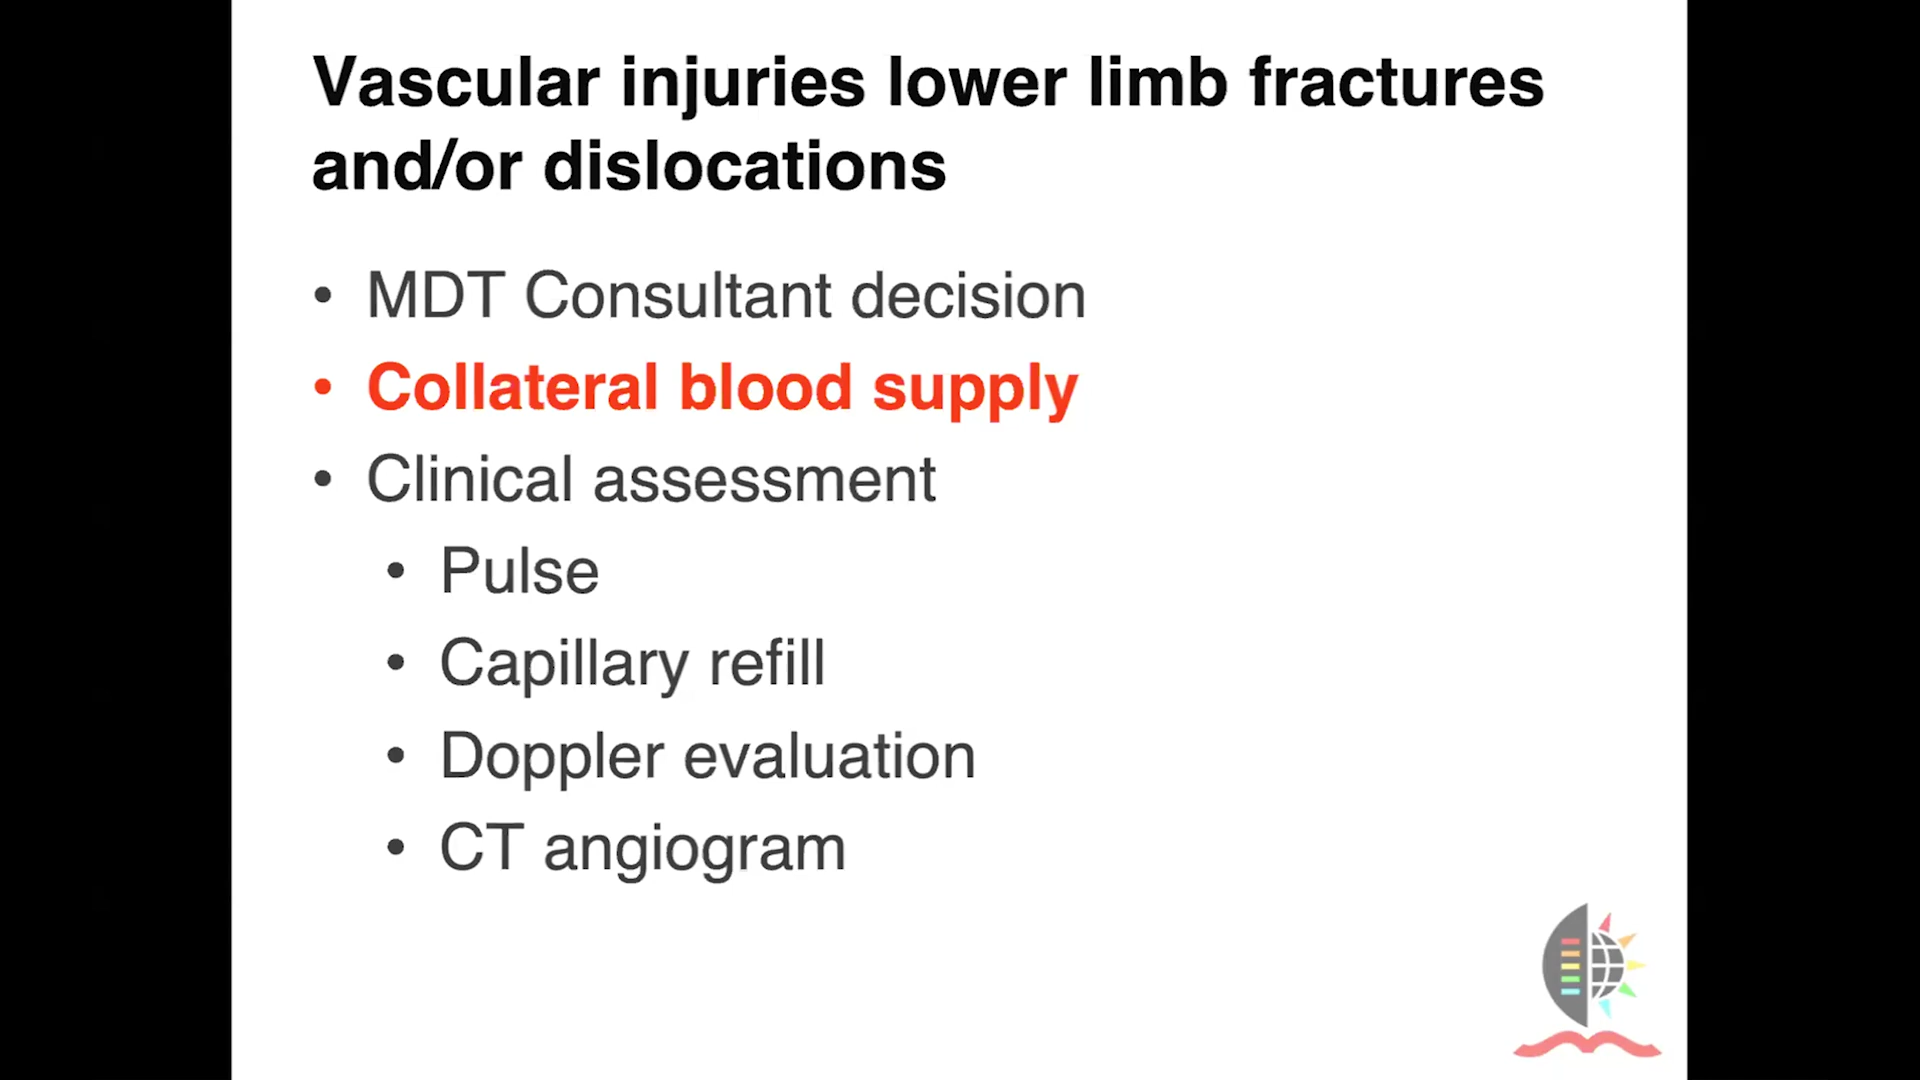 Vascular injuries lower limb fractures
and/or dislocations
• MDT Consultant decision
• Collateral blood supply
• Clinical assessment
• Pulse
• Capillary refill
• Doppler evaluation
• CT angiogram